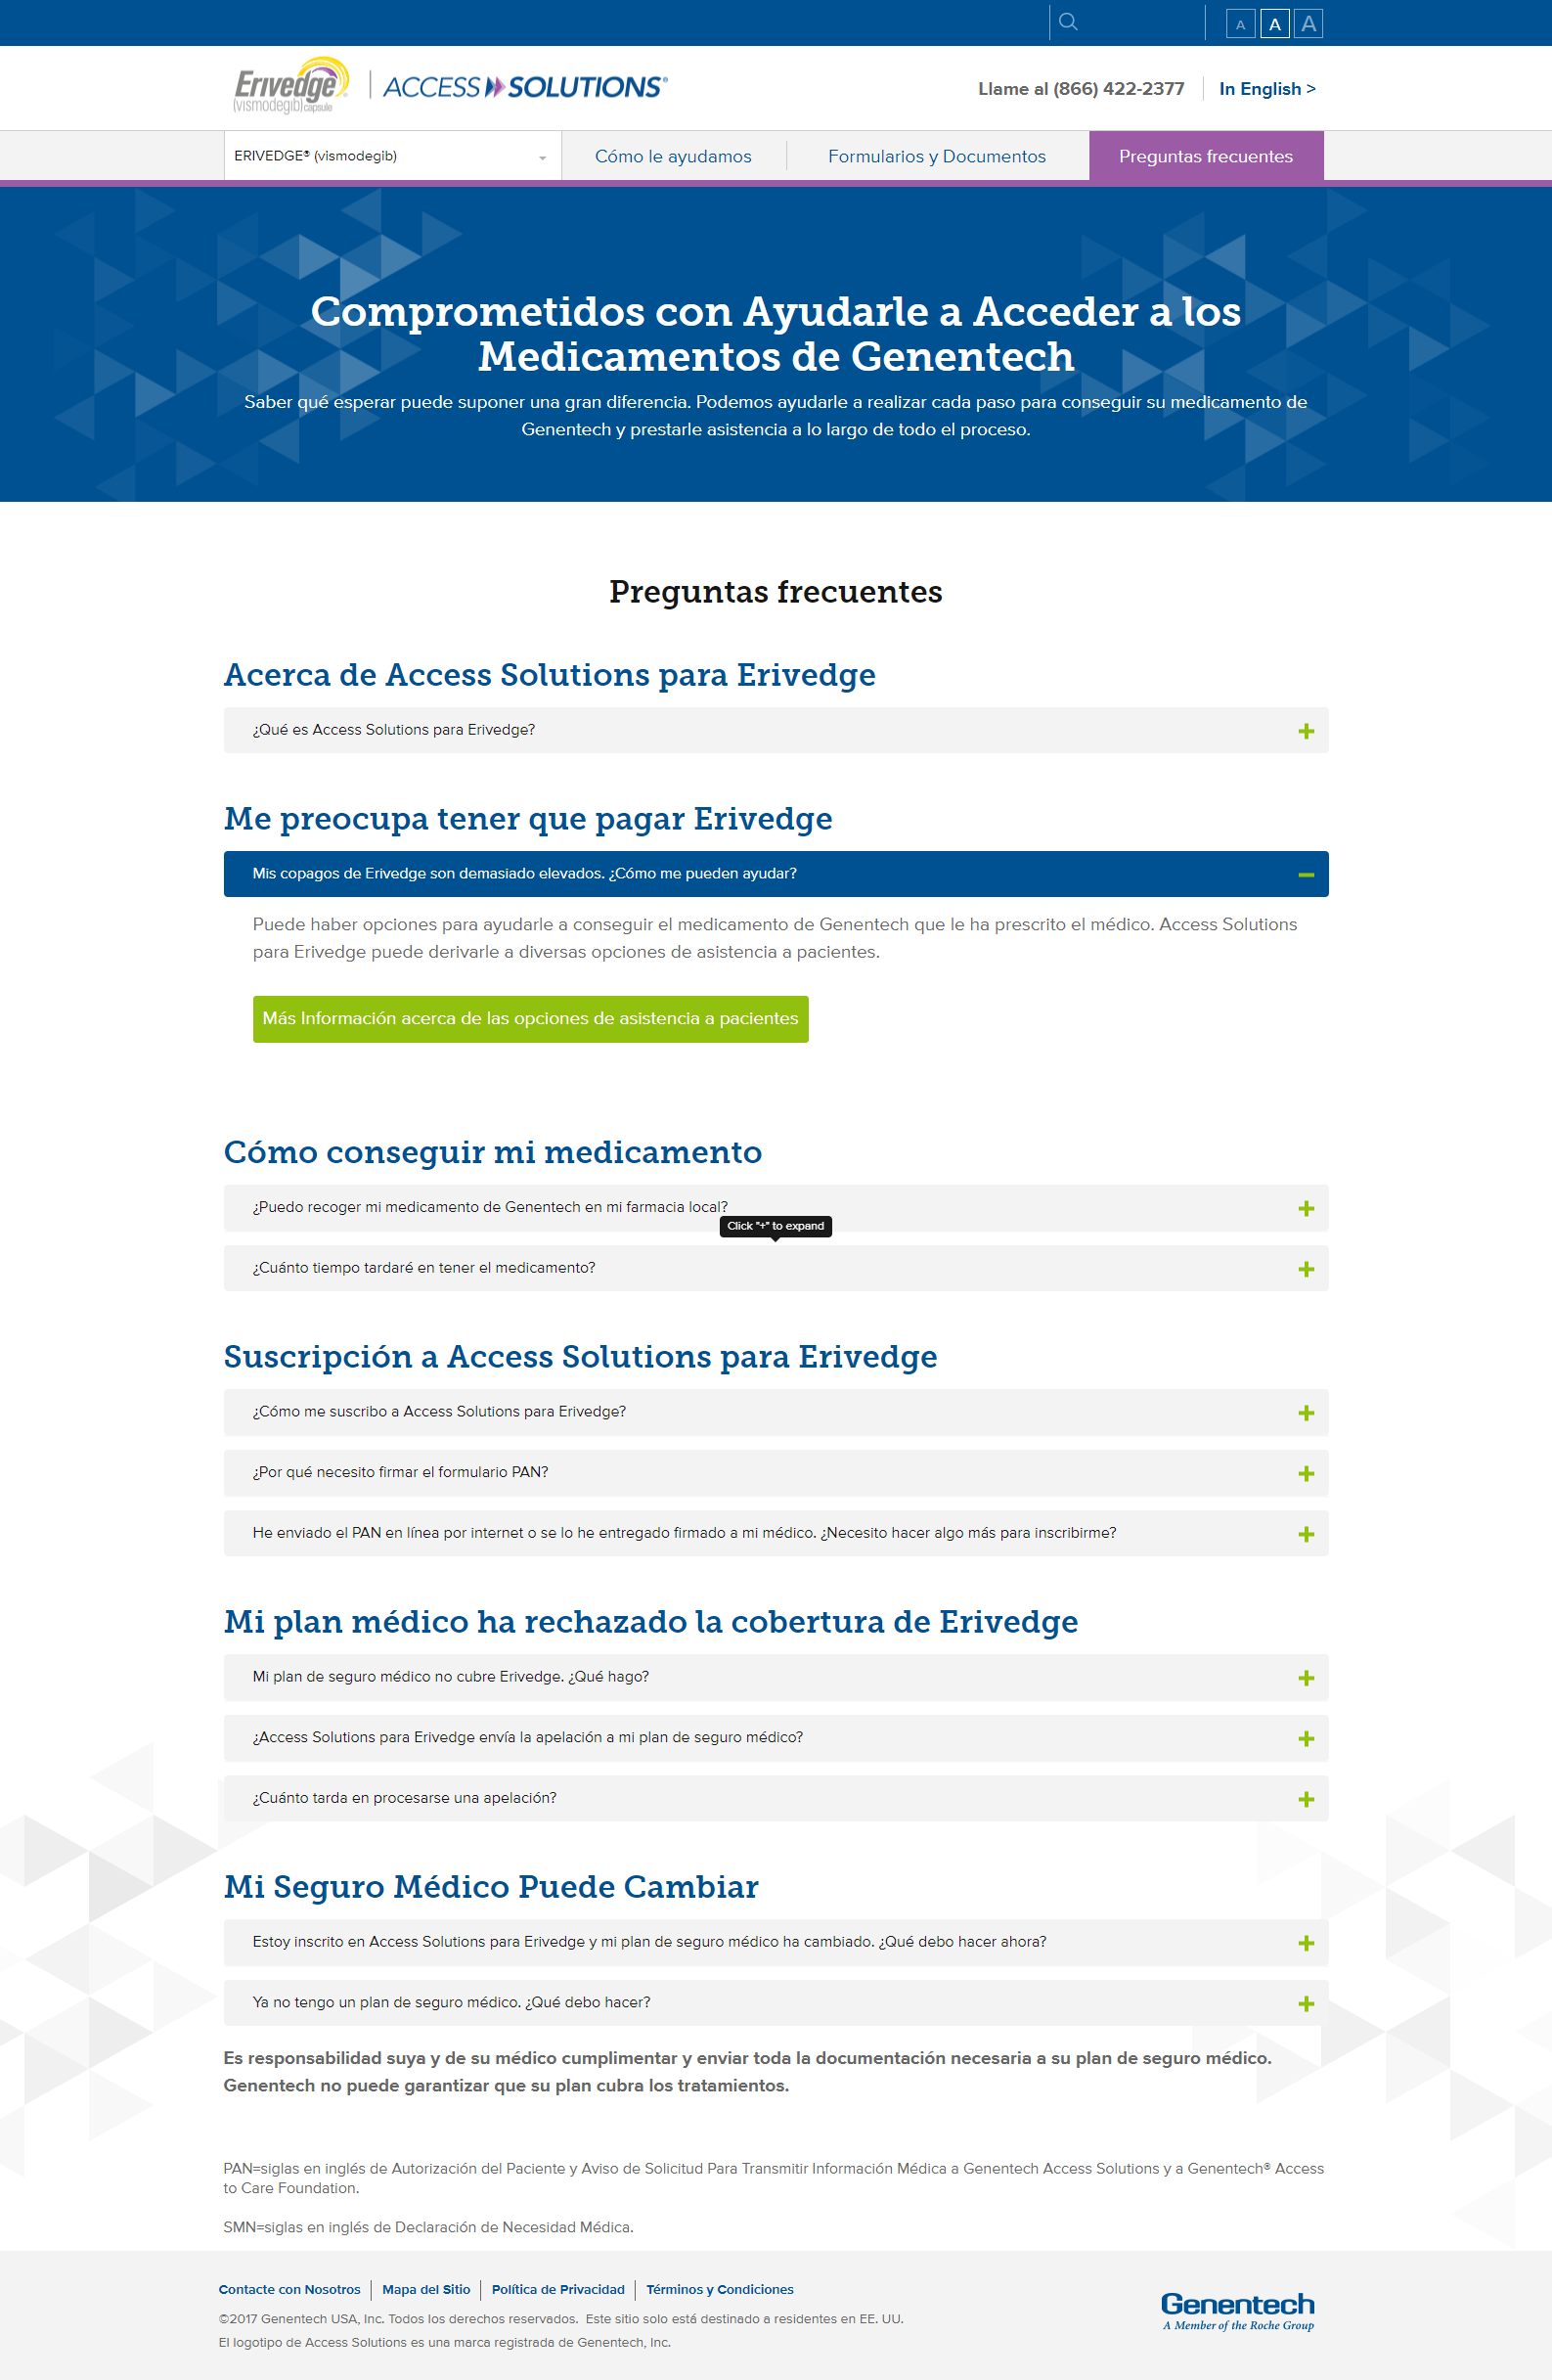 A A A
Erivedge®
(vismodegib)capsule
ACCESS SOLUTIONS®
Llame al (866) 422-2377
In English >
ERIVEDGE® (vismodegib)
Cómo le ayudamos
Formularios y Documentos
Preguntas frecuentes
Comprometidos con Ayudarle a Acceder a los
Medicamentos de Genentech
Saber qué esperar puede suponer una gran diferencia. Podemos ayudarle a realizar cada paso para conseguir su medicamento de
Genentech y prestarle asistencia a lo largo de todo el proceso.
Preguntas frecuentes
Acerca de Access Solutions para Erivedge
¿Qué es Access Solutions para Erivedge?
Me preocupa tener que pagar Erivedge
Mis copagos de Erivedge son demasiado elevados. ¿Cómo me pueden ayudar?
Puede haber opciones para ayudarle a conseguir el medicamento de Genentech que le ha prescrito el médico. Access Solutions
para Erivedge puede derivarle a diversas opciones de asistencia a pacientes.
Más Información acerca de las opciones de asistencia a pacientes
Cómo conseguir mi medicamento
¿Puedo recoger mi medicamento de Genentech en mi farmacia local?
Click "+" to expand
¿Cuánto tiempo tardaré en tener el medicamento?
Suscripción a Access Solutions para Erivedge
¿Cómo me suscribo a Access Solutions para Erivedge?
¿Por qué necesito firmar el formulario PAN?
He enviado el PAN en línea por internet o se lo he entregado firmado a mi médico. ¿Necesito hacer algo más para inscribirme?
Mi plan médico ha rechazado la cobertura de Erivedge
Mi plan de seguro médico no cubre Erivedge. ¿Qué hago?
¿Access Solutions para Erivedge envía la apelación a mi plan de seguro médico?
¿Cuánto tarda en procesarse una apelación?
Mi Seguro Médico Puede Cambiar
Estoy inscrito en Access Solutions para Erivedge y mi plan de seguro médico ha cambiado. ¿Qué debo hacer ahora?
Ya no tengo un plan de seguro médico. ¿Qué debo hacer?
Es responsabilidad suya y de su médico cumplimentar y enviar toda la documentación necesaria a su plan de seguro médico.
Genentech no puede garantizar que su plan cubra los tratamientos.
PAN=siglas en inglés de Autorización del Paciente y Aviso de Solicitud Para Transmitir Información Médica a Genentech Access Solutions y a Genentech® Access
to Care Foundation.
SMN=siglas en inglés de Declaración de Necesidad Médica.
Contacte con Nosotros
Mapa del Sitio
Política de Privacidad
Términos y Condiciones
©2017 Genentech USA, Inc. Todos los derechos reservados. Este sitio solo está destinado a residentes en EE. UU.
El logotipo de Access Solutions es una marca registrada de Genentech, Inc.
Genentech
A Member of the Roche Group